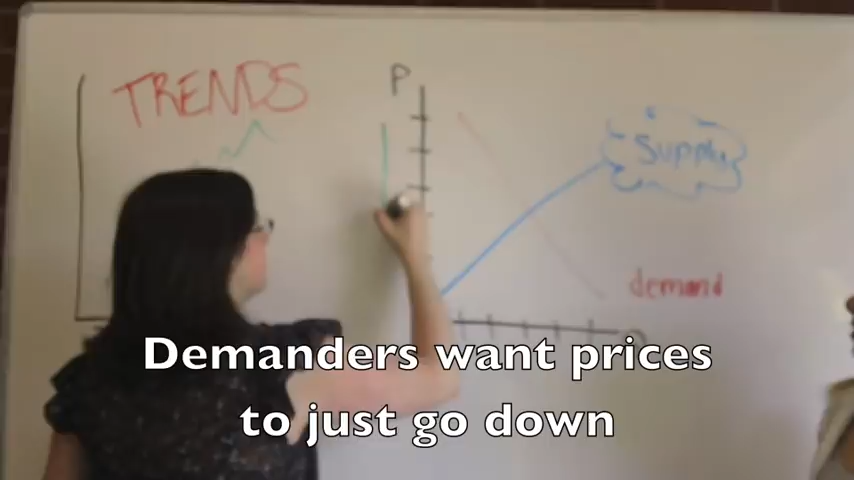 TRENDS
P
Supply
demand
Q
Demanders want prices
to just go down